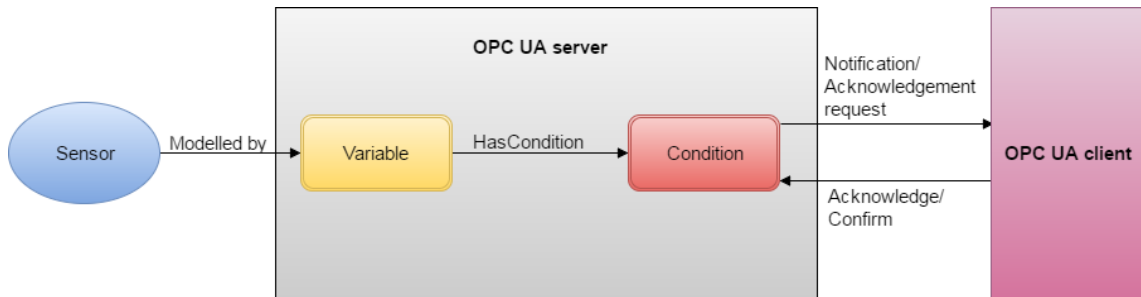 OPC UA server
Notification/
Acknowledgement
request
Sensor
Modelled by
Variable
HasCondition
Condition
OPC UA client
Acknowledge/
Confirm